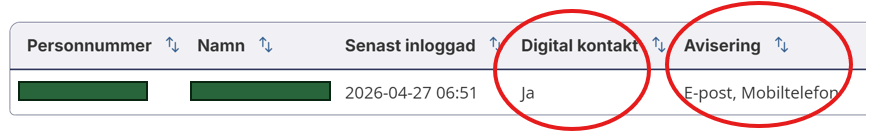 Personnummer Namn Senast inloggad Digital kontakt Avisering
2026-04-27 06:51 Ja E-post, Mobiltelefon